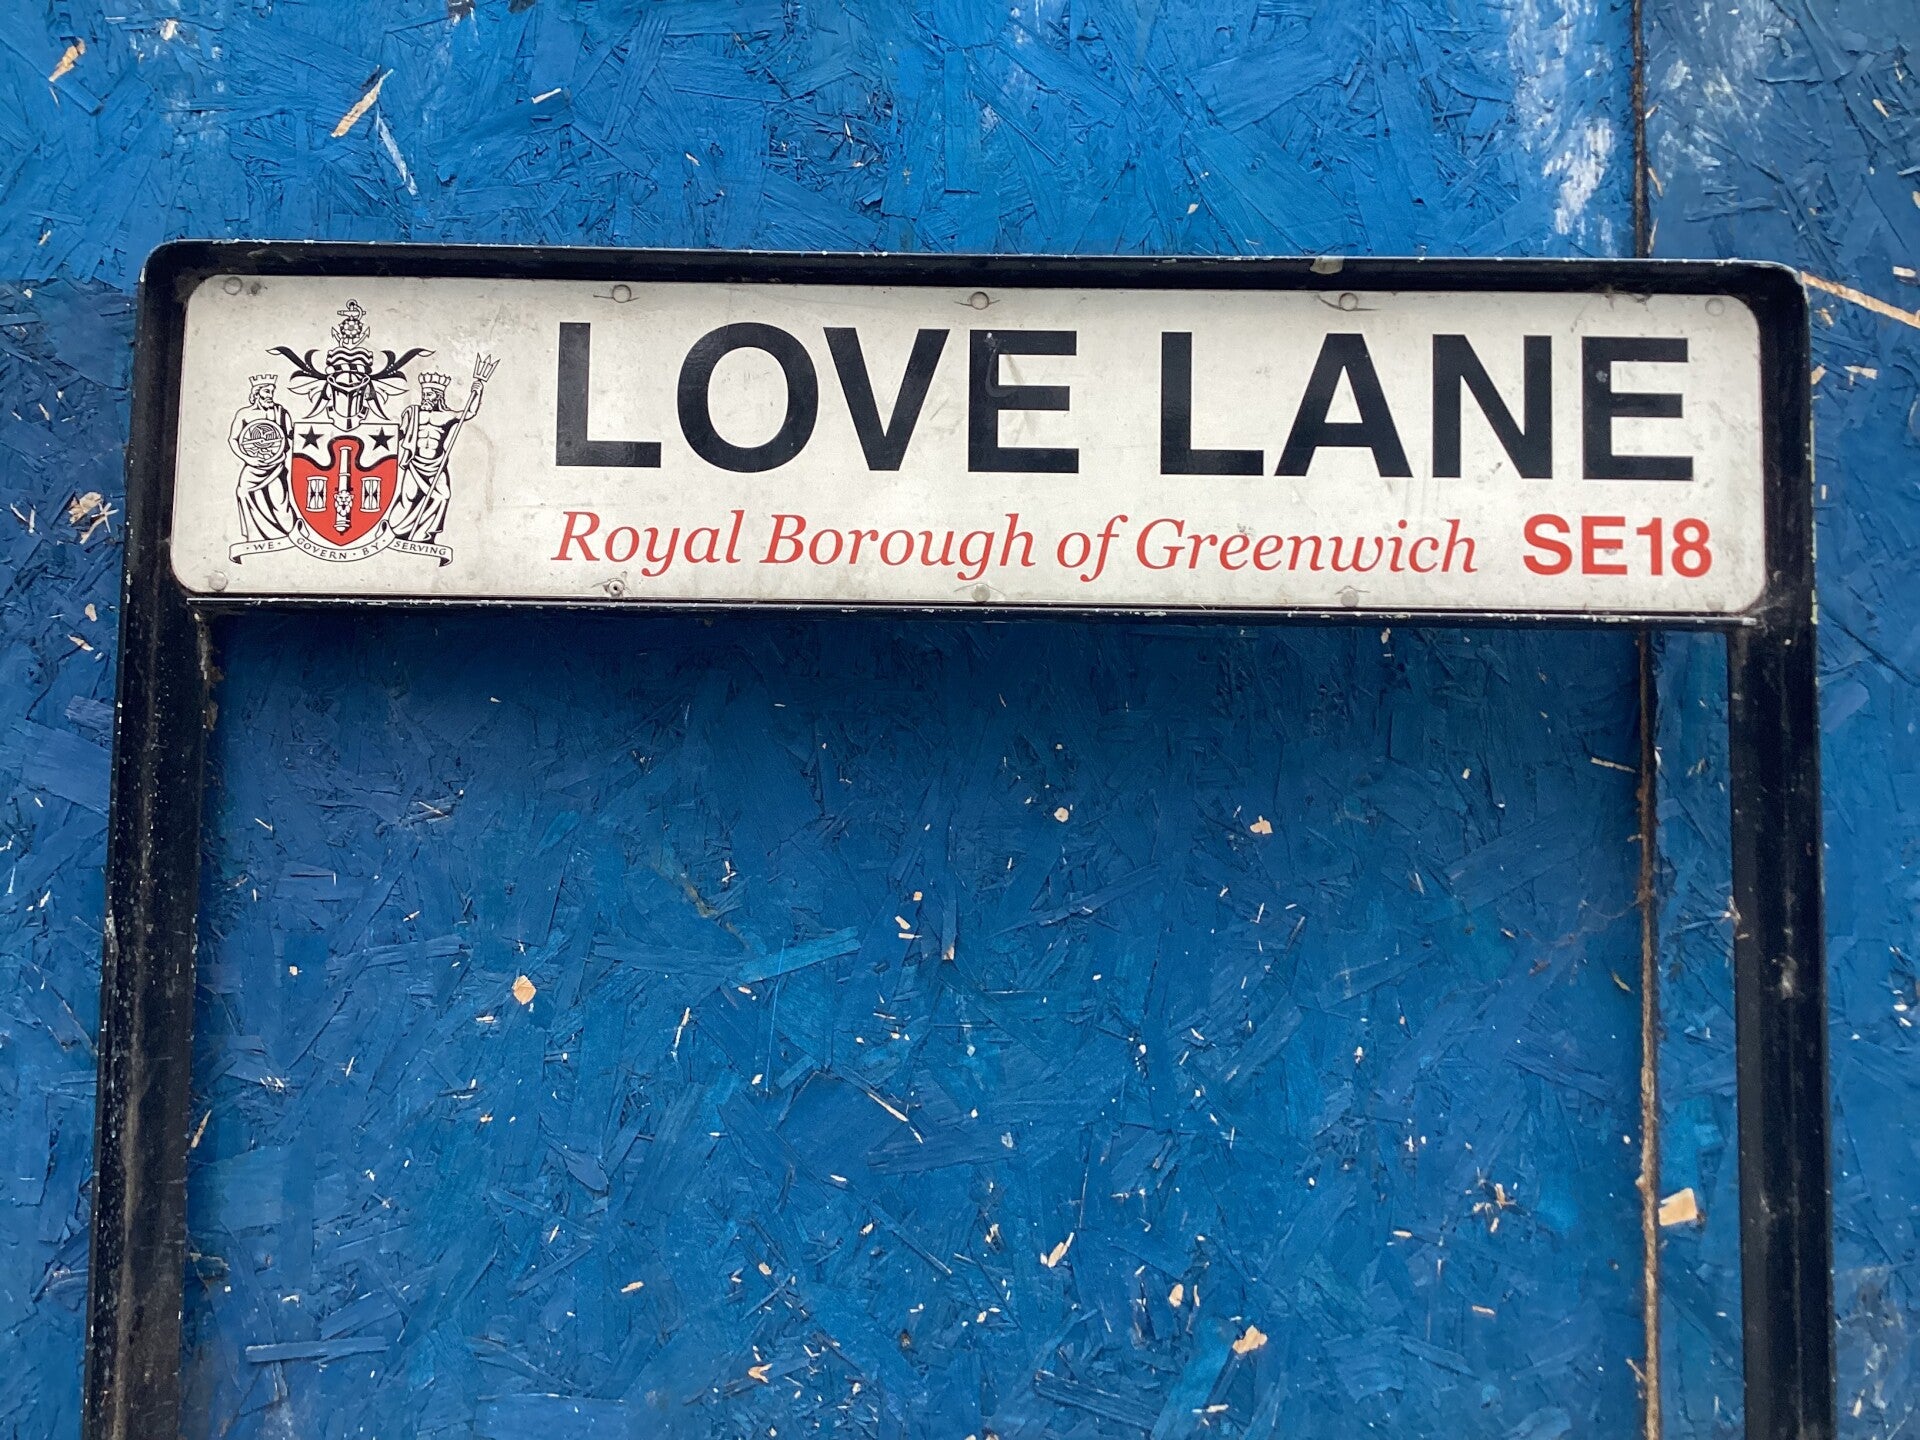 LOVE LANE
Royal Borough of Greenwich SE18
WE · GOVERN · BY · SERVING